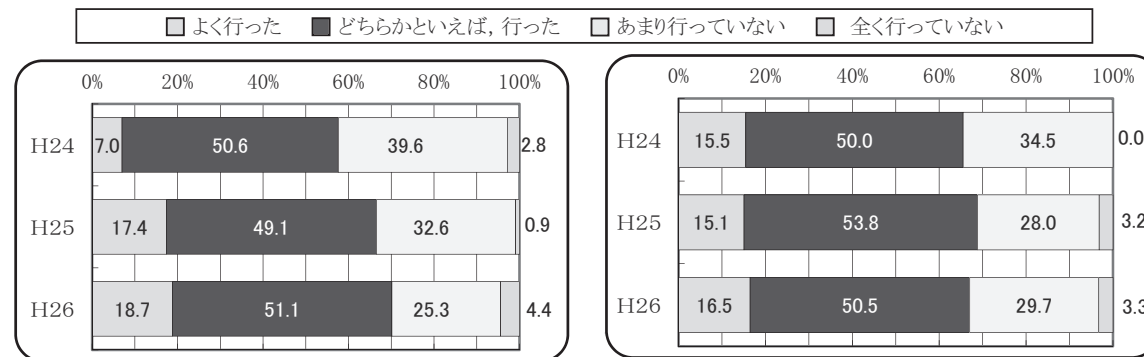 よく行った どちらかといえば, 行った あまり行っていない 全く行っていない
0% 20% 40% 60% 80% 100%
H24 7.0 50.6 39.6 2.8
H25 17.4 49.1 32.6 0.9
H26 18.7 51.1 25.3 4.4
0% 20% 40% 60% 80% 100%
H24 15.5 50.0 34.5 0.0
H25 15.1 53.8 28.0 3.2
H26 16.5 50.5 29.7 3.3